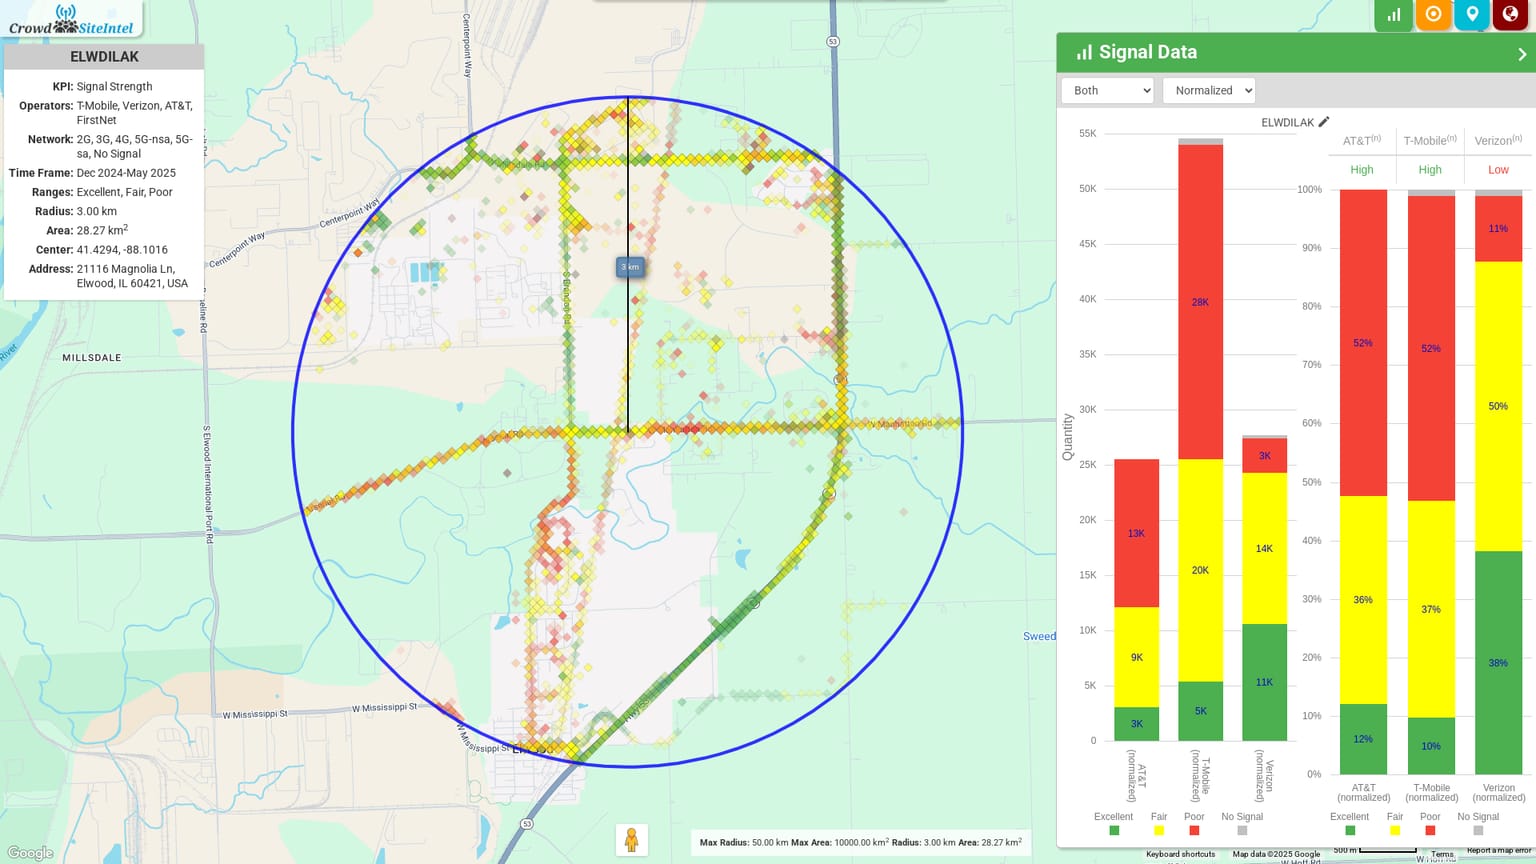 Crowd SiteIntel
ELWDILAK
KPI: Signal Strength
Operators: T-Mobile, Verizon, AT&T,
FirstNet
Network: 2G, 3G, 4G, 5G-nsa, 5G-
sa, No Signal
Time Frame: Dec 2024-May 2025
Ranges: Excellent, Fair, Poor
Radius: 3.00 km
Area: 28.27 km²
Center: 41.4294, -88.1016
Address: 21116 Magnolia Ln,
Elwood, IL 60421, USA
Centerpoint Way
Centerpoint Way
Centerpoint Way
53
3 km
S Brandon Rd
River
MILLSDALE
S Elwood International Port Rd
W Manhattan Rd
W Mississippi St
W Mississippi St
W Mississippi St
Sweed
53
Google
Max Radius: 50.00 km Max Area: 10000.00 km² Radius: 3.00 km Area: 28.27 km²
Signal Data
Both
Normalized
ELWDILAK
Quantity
55K
50K
45K
40K
35K
30K
25K
20K
15K
10K
5K
0
13K
9K
3K
28K
20K
5K
3K
14K
11K
AT&T
(normalized)
T-Mobile
(normalized)
Verizon
(normalized)
Excellent Fair Poor No Signal
AT&T(n) T-Mobile(n) Verizon(n)
High High Low
100%
90%
80%
70%
60%
50%
40%
30%
20%
10%
0%
52%
36%
12%
52%
37%
10%
11%
50%
38%
AT&T
(normalized)
T-Mobile
(normalized)
Verizon
(normalized)
Excellent Fair Poor No Signal
Keyboard shortcuts Map data ©2025 Google 500 m Terms Report a map error